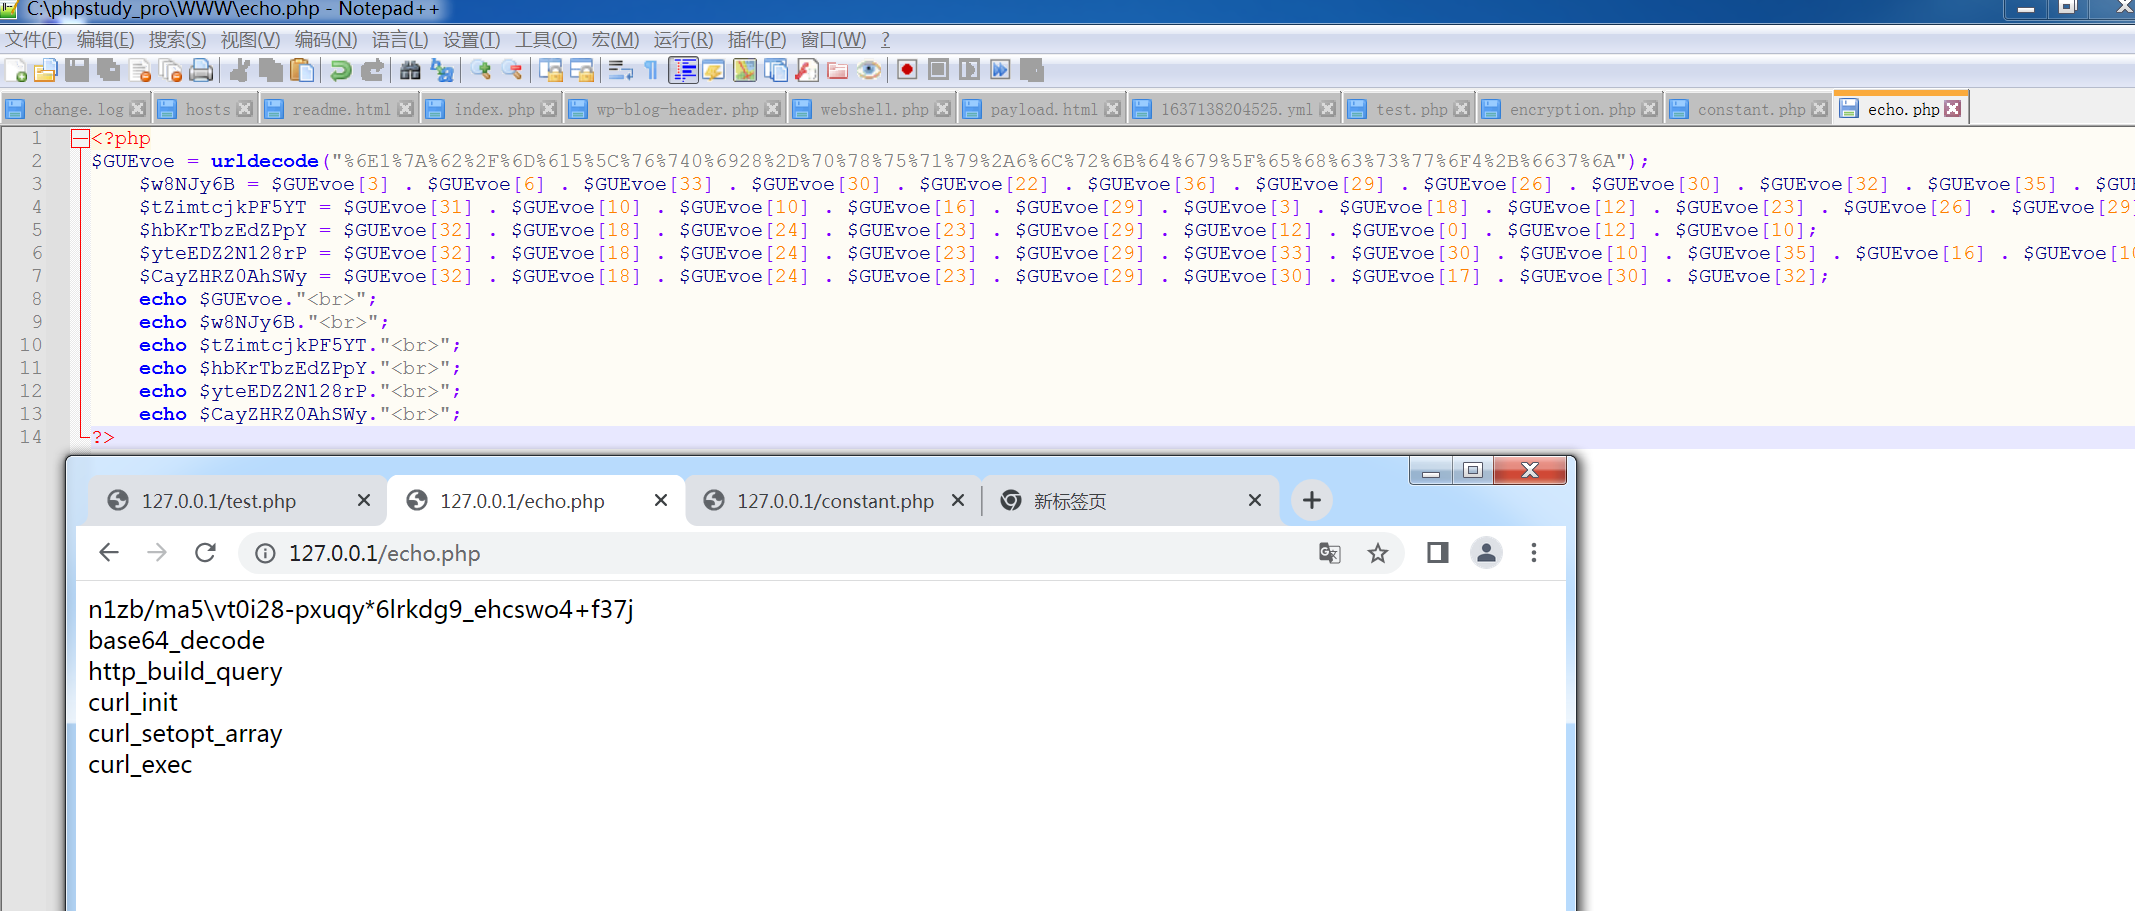 C:\phpstudy_pro\WWW\echo.php - Notepad++
文件(F) 编辑(E) 搜索(S) 视图(V) 编码(N) 语言(L) 设置(T) 工具(O) 宏(M) 运行(R) 插件(P) 窗口(W) ?
change.log hosts readme.html index.php wp-blog-header.php webshell.php payload.html 1637138204525.yml test.php encryption.php constant.php echo.php
1 <?php
2 $GUEvoe = urldecode("%6E1%7A%62%2F%6D%615%5C%76%740%6928%2D%70%78%75%71%79%2A6%6C%72%6B%64%679%5F%65%68%63%73%77%6F4%2B%6637%6A");
3 $w8NJy6B = $GUEvoe[3] . $GUEvoe[6] . $GUEvoe[33] . $GUEvoe[30] . $GUEvoe[22] . $GUEvoe[36] . $GUEvoe[29] . $GUEvoe[26] . $GUEvoe[30] . $GUEvoe[32] . $GUEvoe[35] . $GU
4 $tZimtcjkPF5YT = $GUEvoe[31] . $GUEvoe[10] . $GUEvoe[10] . $GUEvoe[16] . $GUEvoe[29] . $GUEvoe[3] . $GUEvoe[18] . $GUEvoe[12] . $GUEvoe[23] . $GUEvoe[26] . $GUEvoe[29]
5 $hbKrTbzEdZPpY = $GUEvoe[32] . $GUEvoe[18] . $GUEvoe[24] . $GUEvoe[23] . $GUEvoe[29] . $GUEvoe[12] . $GUEvoe[0] . $GUEvoe[12] . $GUEvoe[10];
6 $yteEDZ2N128rP = $GUEvoe[32] . $GUEvoe[18] . $GUEvoe[24] . $GUEvoe[23] . $GUEvoe[29] . $GUEvoe[33] . $GUEvoe[30] . $GUEvoe[10] . $GUEvoe[35] . $GUEvoe[16] . $GUEvoe[10
7 $CayZHRZ0AhSWy = $GUEvoe[32] . $GUEvoe[18] . $GUEvoe[24] . $GUEvoe[23] . $GUEvoe[29] . $GUEvoe[30] . $GUEvoe[17] . $GUEvoe[30] . $GUEvoe[32];
8 echo $GUEvoe."<br>";
9 echo $w8NJy6B."<br>";
10 echo $tZimtcjkPF5YT."<br>";
11 echo $hbKrTbzEdZPpY."<br>";
12 echo $yteEDZ2N128rP."<br>";
13 echo $CayZHRZ0AhSWy."<br>";
14 ?>
127.0.0.1/test.php 127.0.0.1/echo.php 127.0.0.1/constant.php 新标签页
127.0.0.1/echo.php
n1zb/ma5\vt0i28-pxuqy*6lrkdg9_ehcswo4+f37j
base64_decode
http_build_query
curl_init
curl_setopt_array
curl_exec